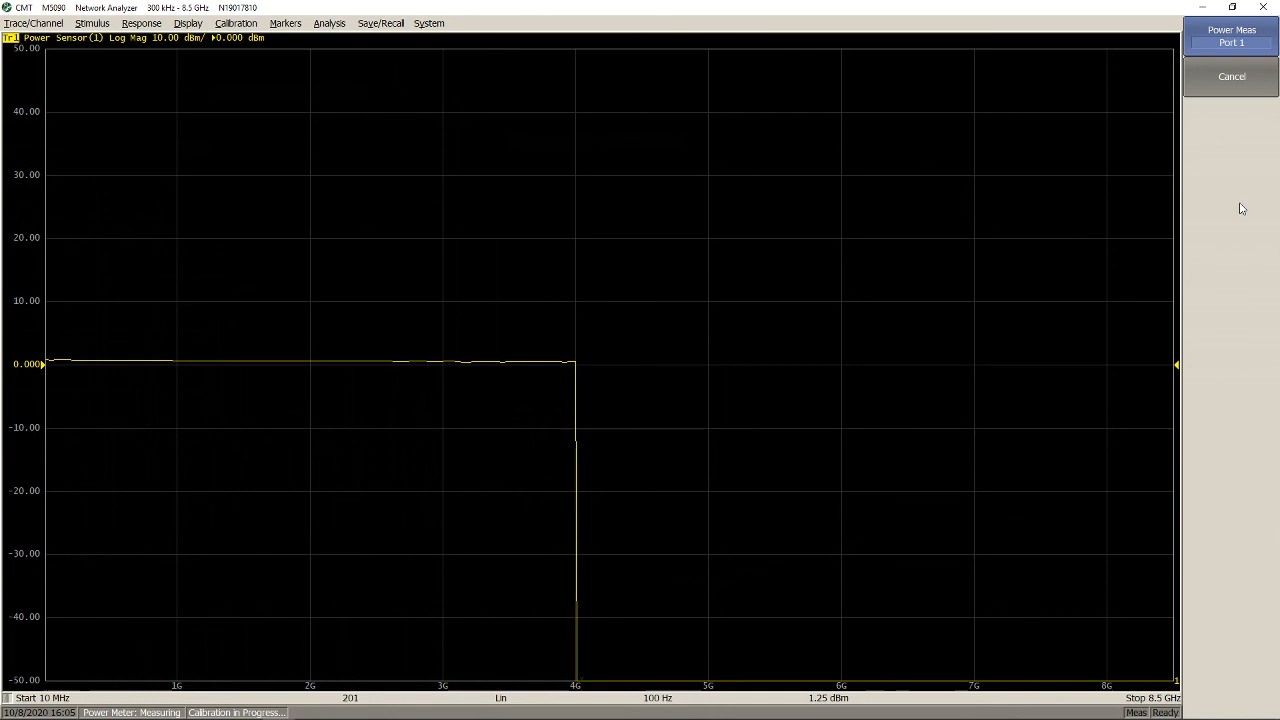 CMT M5090 Network Analyzer 300 kHz - 8.5 GHz N19017810
Trace/Channel Stimulus Response Display Calibration Markers Analysis Save/Recall System
Tr1 Power Sensor(1) Log Mag 10.00 dBm/ 0.000 dBm
Power Meas
Port 1
Cancel
50.00
40.00
30.00
20.00
10.00
0.000
-10.00
-20.00
-30.00
-40.00
-50.00
1G 2G 3G 4G 5G 6G 7G 8G
1
Start 10 MHz 201 Lin 100 Hz 1.25 dBm Stop 8.5 GHz
10/8/2020 16:05 Power Meter: Measuring Calibration in Progress... Meas Ready